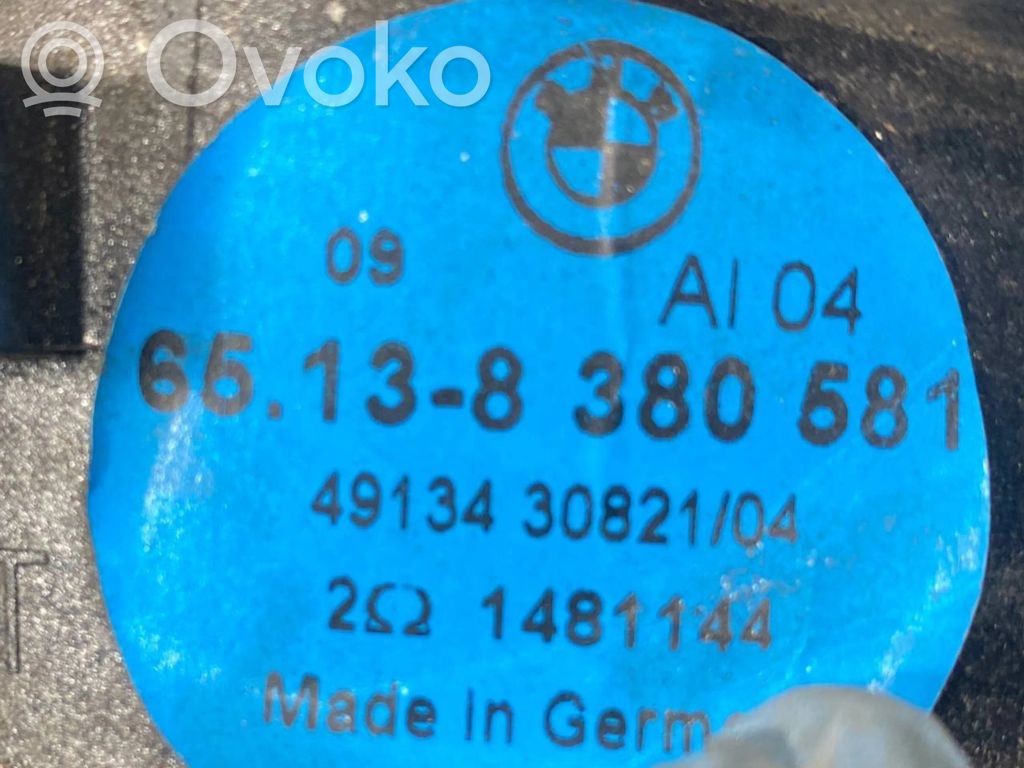 Ovoko
09
AI 04
65.13-8 380 581
49134 30821/04
2Ω 1481144
Made in Germ
T